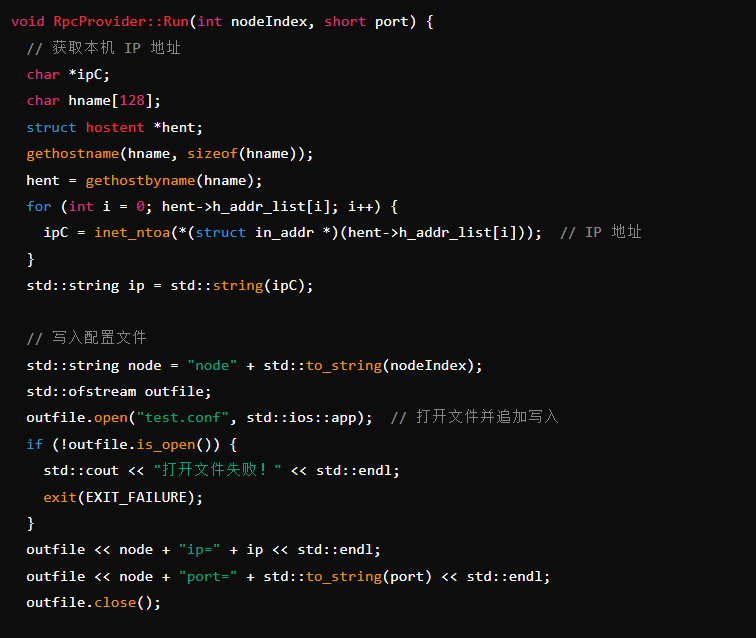 void RpcProvider::Run(int nodeIndex, short port) {
  // 获取本机 IP 地址
  char *ipC;
  char hname[128];
  struct hostent *hent;
  gethostname(hname, sizeof(hname));
  hent = gethostbyname(hname);
  for (int i = 0; hent->h_addr_list[i]; i++) {
    ipC = inet_ntoa(*(struct in_addr *)(hent->h_addr_list[i]));  // IP 地址
  }
  std::string ip = std::string(ipC);

  // 写入配置文件
  std::string node = "node" + std::to_string(nodeIndex);
  std::ofstream outfile;
  outfile.open("test.conf", std::ios::app);  // 打开文件并追加写入
  if (!outfile.is_open()) {
    std::cout << "打开文件失败！" << std::endl;
    exit(EXIT_FAILURE);
  }
  outfile << node + "ip=" + ip << std::endl;
  outfile << node + "port=" + std::to_string(port) << std::endl;
  outfile.close();